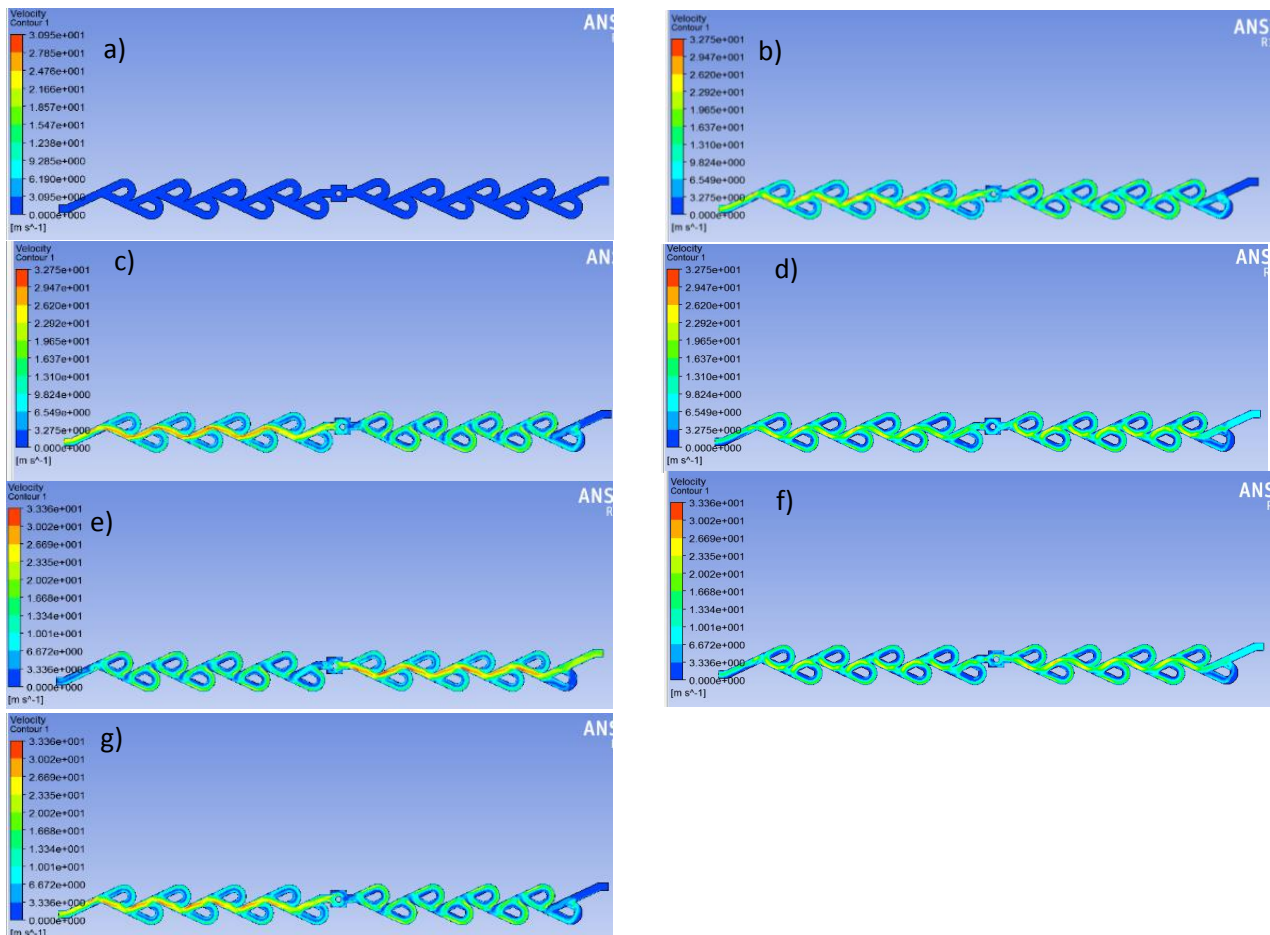 Velocity
Contour 1
3.095e+001
2.785e+001
2.476e+001
2.166e+001
1.857e+001
1.547e+001
1.238e+001
9.285e+000
6.190e+000
3.095e+000
0.000e+000
[m s^-1]
a)
ANS
R
Velocity
Contour 1
3.275e+001
2.947e+001
2.620e+001
2.292e+001
1.965e+001
1.637e+001
1.310e+001
9.824e+000
6.549e+000
3.275e+000
0.000e+000
[m s^-1]
b)
ANS
R
Velocity
Contour 1
3.275e+001
2.947e+001
2.620e+001
2.292e+001
1.965e+001
1.637e+001
1.310e+001
9.824e+000
6.549e+000
3.275e+000
0.000e+000
[m s^-1]
c)
ANS
Velocity
Contour 1
3.275e+001
2.947e+001
2.620e+001
2.292e+001
1.965e+001
1.637e+001
1.310e+001
9.824e+000
6.549e+000
3.275e+000
0.000e+000
[m s^-1]
d)
ANS
R
Velocity
Contour 1
3.336e+001
3.002e+001
2.669e+001
2.335e+001
2.002e+001
1.668e+001
1.334e+001
1.001e+001
6.672e+000
3.336e+000
0.000e+000
[m s^-1]
e)
ANS
R
Velocity
Contour 1
3.336e+001
3.002e+001
2.669e+001
2.335e+001
2.002e+001
1.668e+001
1.334e+001
1.001e+001
6.672e+000
3.336e+000
0.000e+000
[m s^-1]
f)
ANS
Velocity
Contour 1
3.336e+001
3.002e+001
2.669e+001
2.335e+001
2.002e+001
1.668e+001
1.334e+001
1.001e+001
6.672e+000
3.336e+000
0.000e+000
[m s^-1]
g)
ANS